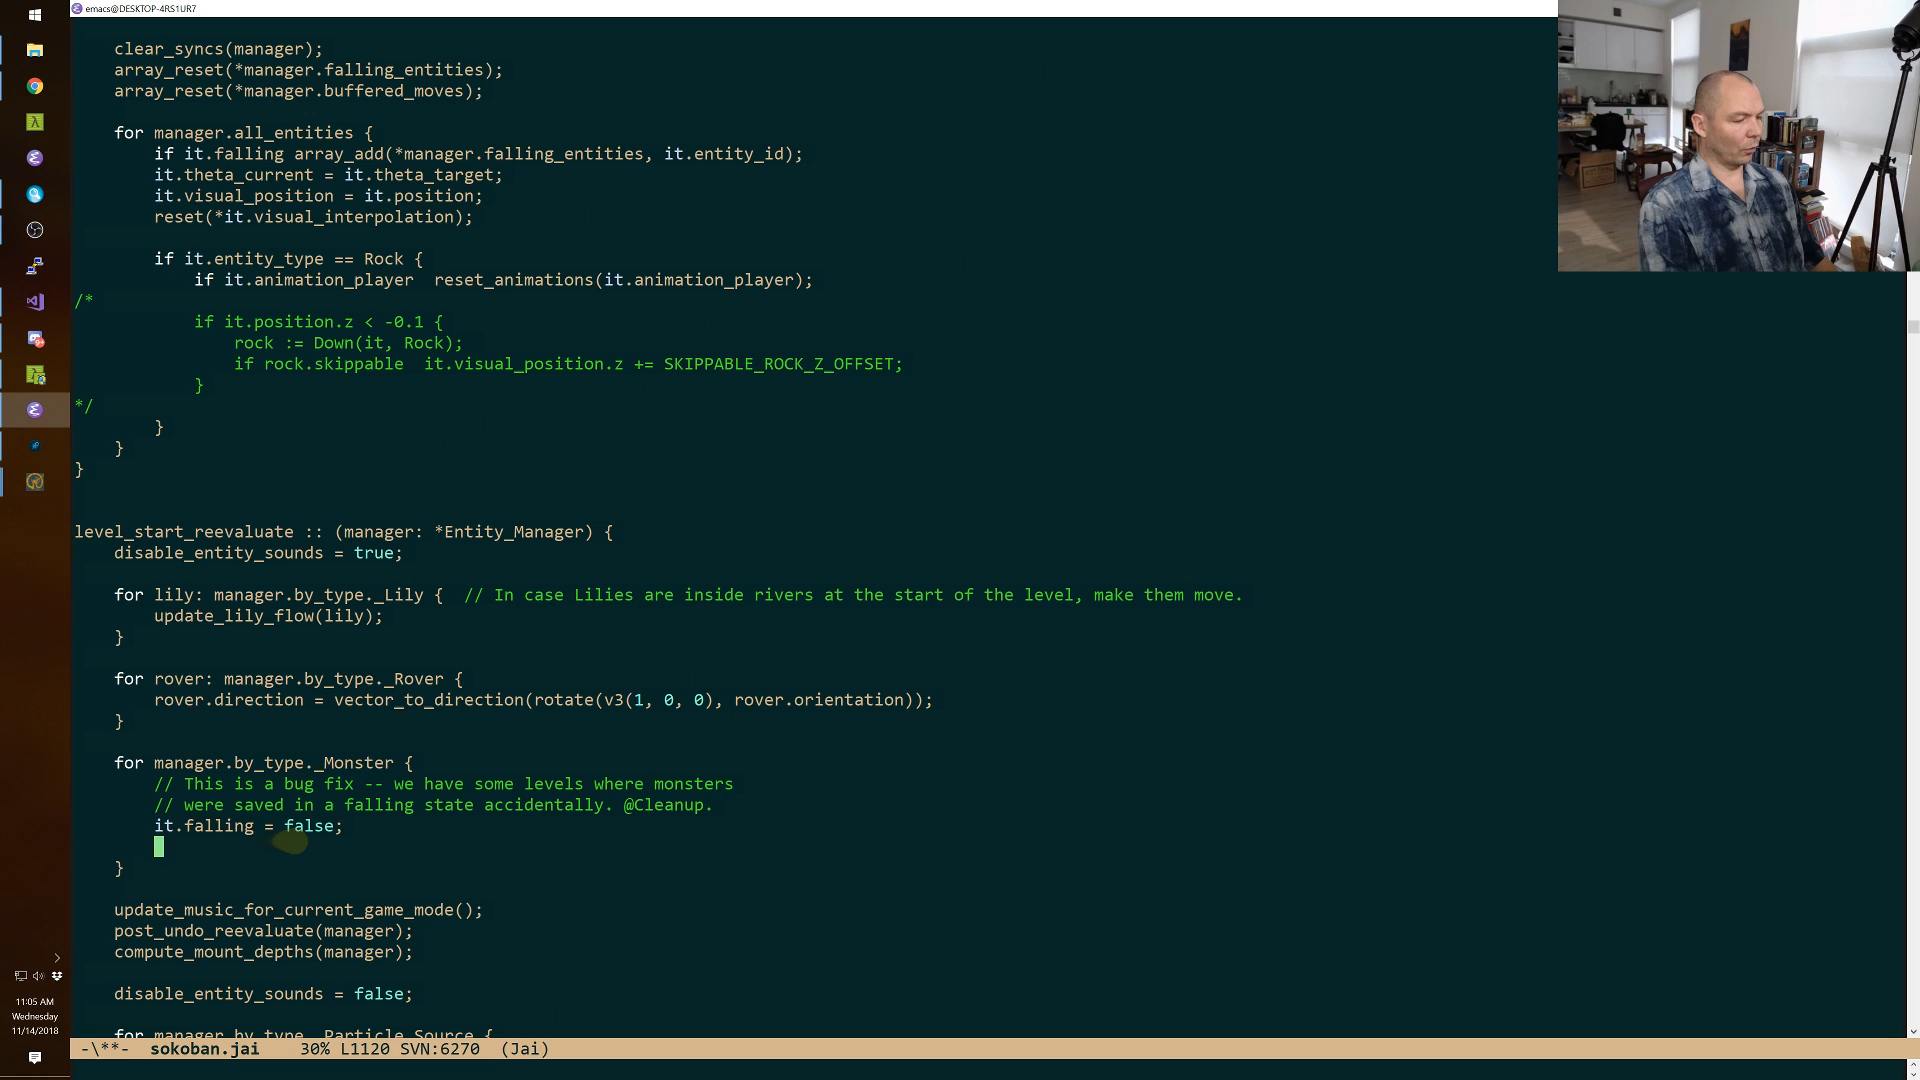 emacs@DESKTOP-4RS1UR7
clear_syncs(manager);
array_reset(*manager.falling_entities);
array_reset(*manager.buffered_moves);
for manager.all_entities {
if it.falling array_add(*manager.falling_entities, it.entity_id);
it.theta_current = it.theta_target;
it.visual_position = it.position;
reset(*it.visual_interpolation);
if it.entity_type == Rock {
if it.animation_player  reset_animations(it.animation_player);
/*
if it.position.z < -0.1 {
rock := Down(it, Rock);
if rock.skippable  it.visual_position.z += SKIPPABLE_ROCK_Z_OFFSET;
}
*/
}
}
}
level_start_reevaluate :: (manager: *Entity_Manager) {
disable_entity_sounds = true;
for lily: manager.by_type._Lily {  // In case Lilies are inside rivers at the start of the level, make them move.
update_lily_flow(lily);
}
for rover: manager.by_type._Rover {
rover.direction = vector_to_direction(rotate(v3(1, 0, 0), rover.orientation));
}
for manager.by_type._Monster {
// This is a bug fix -- we have some levels where monsters
// were saved in a falling state accidentally. @Cleanup.
it.falling = false;
}
update_music_for_current_game_mode();
post_undo_reevaluate(manager);
compute_mount_depths(manager);
disable_entity_sounds = false;
for manager.by_type._Particle_Source {
-\**-  sokoban.jai    30% L1120 SVN:6270  (Jai)
11:05 AM
Wednesday
11/14/2018